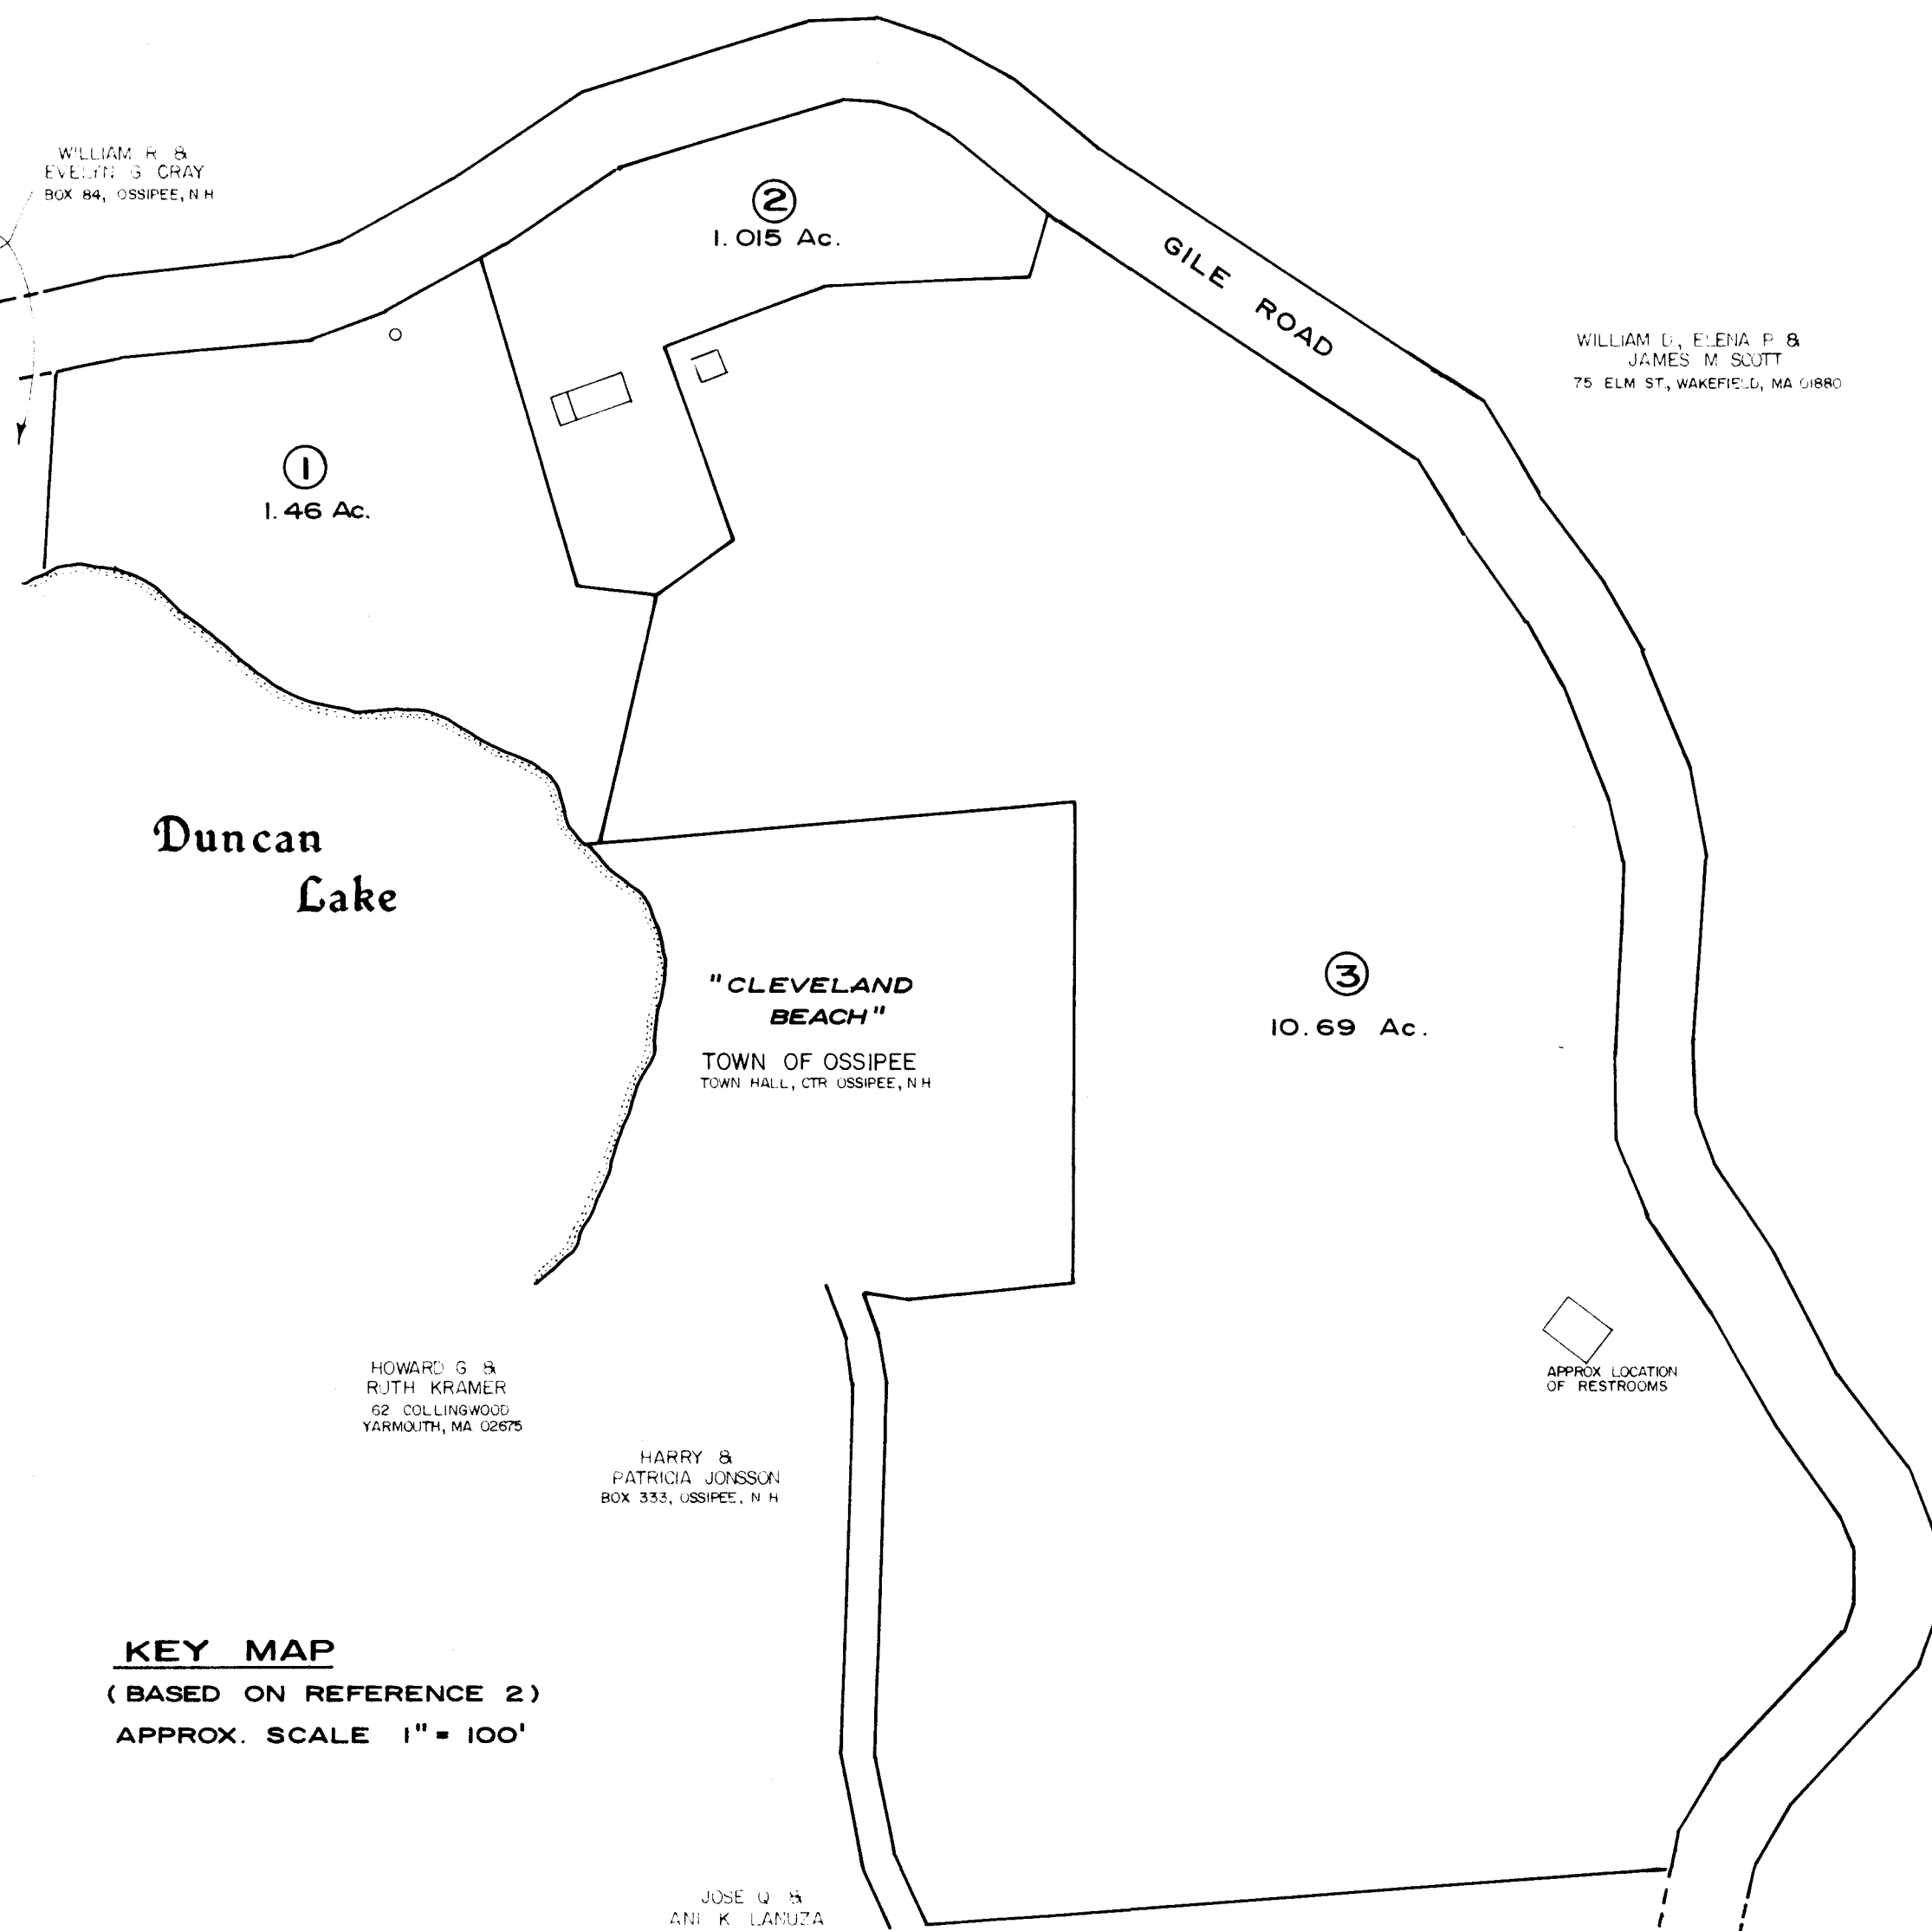 WILLIAM R &
EVELYN G GRAY
BOX 84, OSSIPEE, N H
2
1.015 Ac.
GILE ROAD
WILLIAM D., ELENA P &
JAMES M SCOTT
75 ELM ST., WAKEFIELD, MA 01880
1
1.46 Ac.
Duncan
Lake
"CLEVELAND
BEACH"
TOWN OF OSSIPEE
TOWN HALL, CTR OSSIPEE, N H
3
10.69 Ac.
APPROX LOCATION
OF RESTROOMS
HOWARD G &
RUTH KRAMER
62 COLLINGWOOD
YARMOUTH, MA 02675
HARRY &
PATRICIA JONSSON
BOX 333, OSSIPEE, N H
KEY MAP
(BASED ON REFERENCE 2)
APPROX. SCALE 1" = 100'
JOSE Q &
ANI K LANUZA